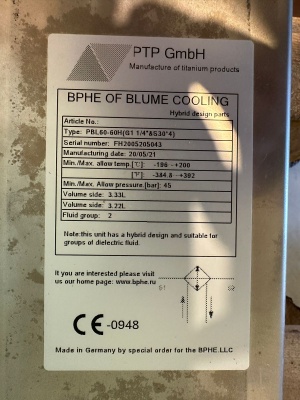 PTP GmbH
Manufacture of titanium products
BPHE OF BLUME COOLING
Hybrid design parts
Article No.:
Type: PBL60-60H(G1 1/4"&S30*4)
Serial number: FH2005205043
Manufacturing date: 20/05/21
Min./Max. allow temp.[°C]: -196 - +200
[°F]: -384.8 - +392
Min./Max. Allow pressure.[bar]: 45
Volume side: 3.33L
Volume side: 3.22L
Fluid group: 2
Note:this unit has a hybrid design and suitable for
groups of dielectric fluid.
It you are interested please visit
us our home page: www.bphe.ru
S1 S2
CE-0948
Made in Germany by special order for the BPHE.LLC